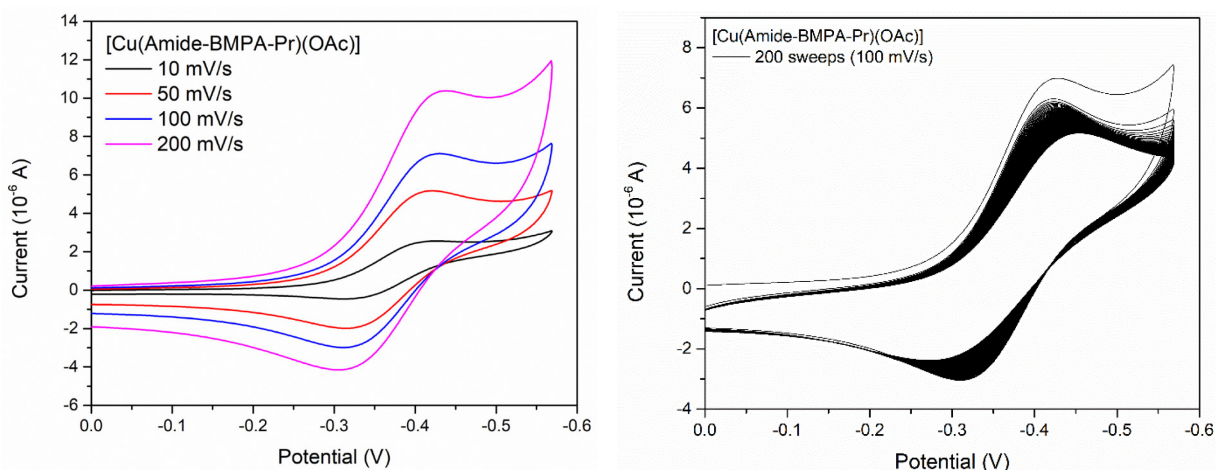 [Cu(Amide-BMPA-Pr)(OAc)]
10 mV/s
50 mV/s
100 mV/s
200 mV/s
14
12
10
8
6
4
2
0
-2
-4
-6
Current (10⁻⁶ A)
0.0
-0.1
-0.2
-0.3
-0.4
-0.5
-0.6
Potential (V)
[Cu(Amide-BMPA-Pr)(OAc)]
200 sweeps (100 mV/s)
8
6
4
2
0
-2
-4
Current (10⁻⁶ A)
0.0
-0.1
-0.2
-0.3
-0.4
-0.5
-0.6
Potential (V)